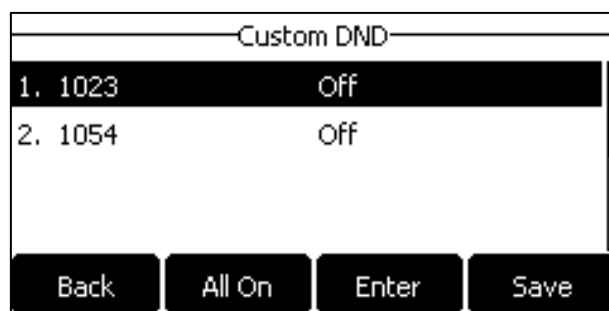 Custom DND
1. 1023 Off
2. 1054 Off
Back All On Enter Save